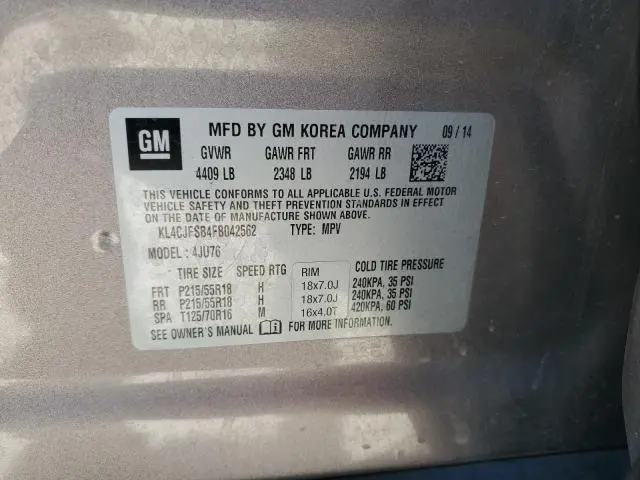 GM
MFD BY GM KOREA COMPANY 09/14
GVWR GAWR FRT GAWR RR
4409 LB 2348 LB 2194 LB
THIS VEHICLE CONFORMS TO ALL APPLICABLE U.S. FEDERAL MOTOR
VEHICLE SAFETY AND THEFT PREVENTION STANDARDS IN EFFECT
ON THE DATE OF MANUFACTURE SHOWN ABOVE.
KL4CJFSB4FB042562 TYPE: MPV
MODEL: 4JU76
TIRE SIZE SPEED RTG RIM COLD TIRE PRESSURE
FRT P215/55R18 H 18x7.0J 240KPA, 35 PSI
RR P215/55R18 H 18x7.0J 240KPA, 35 PSI
SPA T125/70R16 M 16x4.0T 420KPA, 60 PSI
SEE OWNER'S MANUAL FOR MORE INFORMATION.